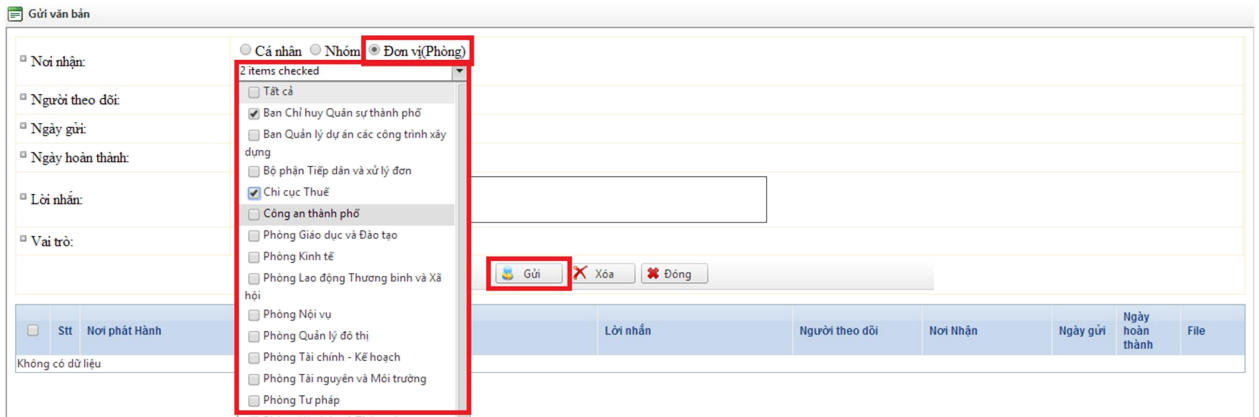 Gửi văn bản
Nơi nhận:
Cá nhân Nhóm Đơn vị(Phòng)
2 items checked
Tất cả
Ban Chỉ huy Quân sự thành phố
Ban Quản lý dự án các công trình xây
dựng
Bộ phận Tiếp dân và xử lý đơn
Chi cục Thuế
Công an thành phố
Phòng Giáo dục và Đào tạo
Phòng Kinh tế
Phòng Lao động Thương binh và Xã
hội
Phòng Nội vụ
Phòng Quản lý đô thị
Phòng Tài chính - Kế hoạch
Phòng Tài nguyên và Môi trường
Phòng Tư pháp
Người theo dõi:
Ngày gửi:
Ngày hoàn thành:
Lời nhắn:
Vai trò:
Gửi Xóa Đóng
Stt Nơi phát Hành Lời nhắn Người theo dõi Nơi Nhận Ngày gửi Ngày hoàn thành File
Không có dữ liệu